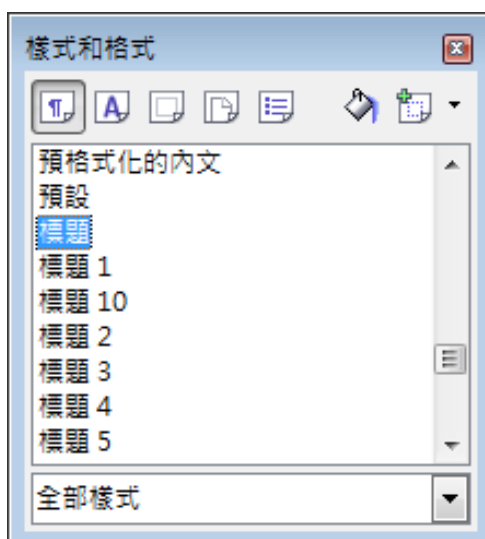 樣式和格式
預格式化的內文
預設
標題
標題 1
標題 10
標題 2
標題 3
標題 4
標題 5
全部樣式